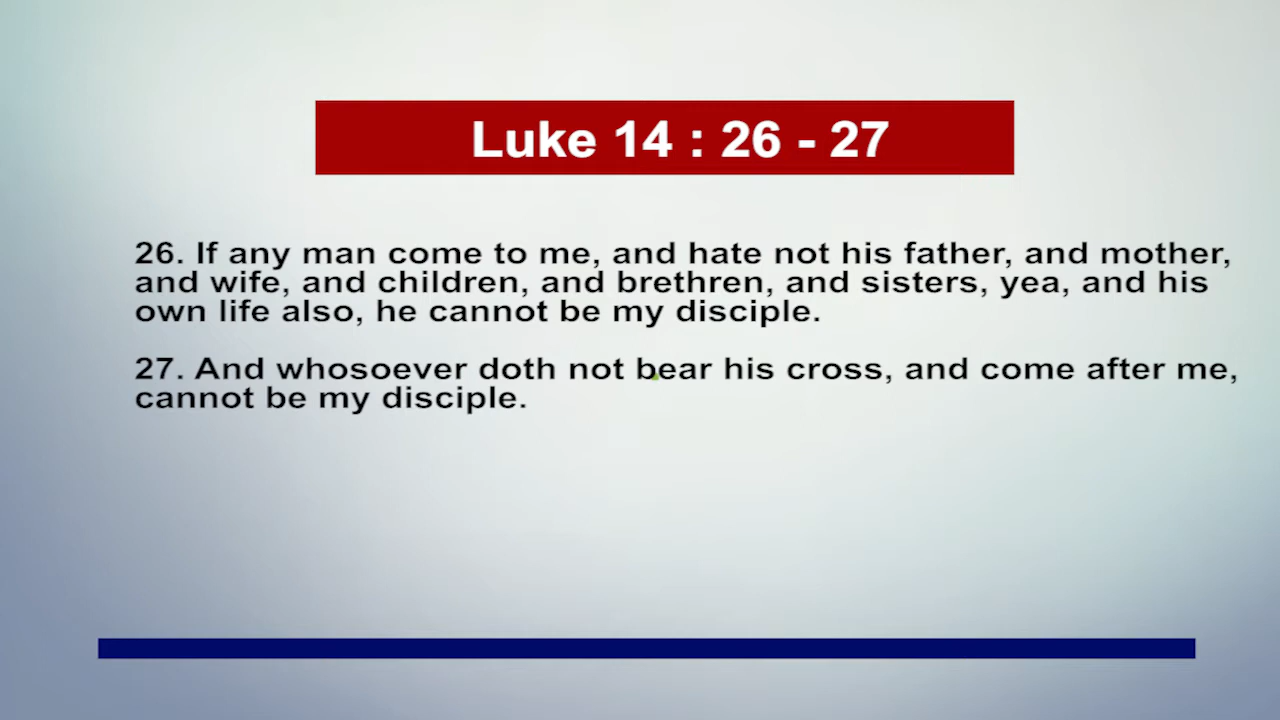 Luke 14 : 26 - 27
26. If any man come to me, and hate not his father, and mother,
and wife, and children, and brethren, and sisters, yea, and his
own life also, he cannot be my disciple.
27. And whosoever doth not bear his cross, and come after me,
cannot be my disciple.